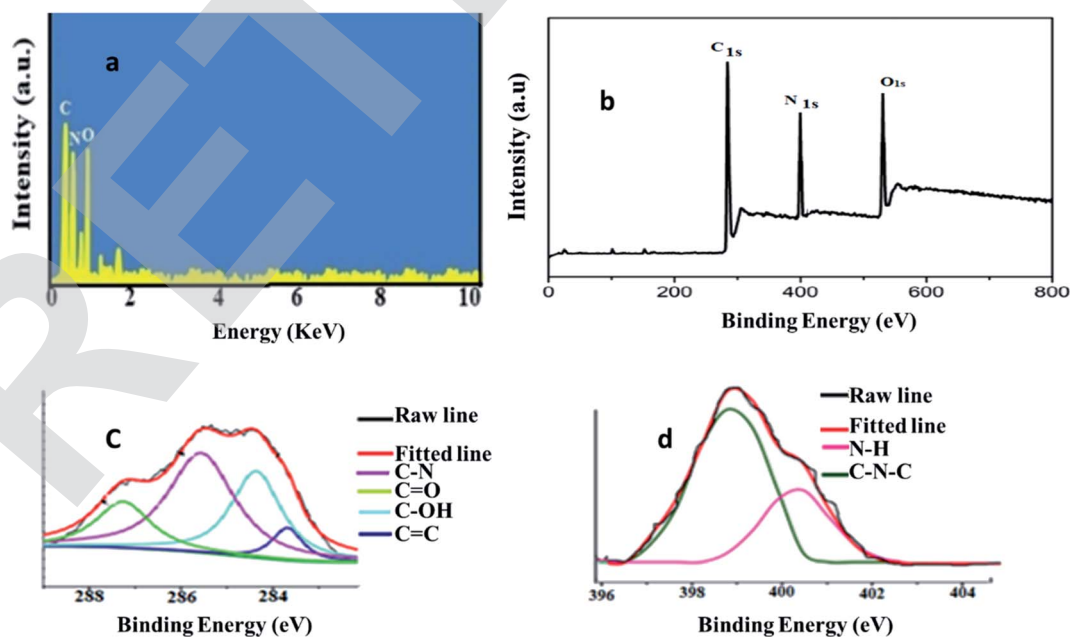 a
Intensity (a.u.)
C
N O
0 2 4 6 8 10
Energy (KeV)
b
Intensity (a.u)
C 1s
N 1s
O 1s
0 200 400 600 800
Binding Energy (eV)
C
Raw line
Fitted line
C-N
C=O
C-OH
C=C
288 286 284
Binding Energy (eV)
d
Raw line
Fitted line
N-H
C-N-C
396 398 400 402 404
Binding Energy (eV)
RET